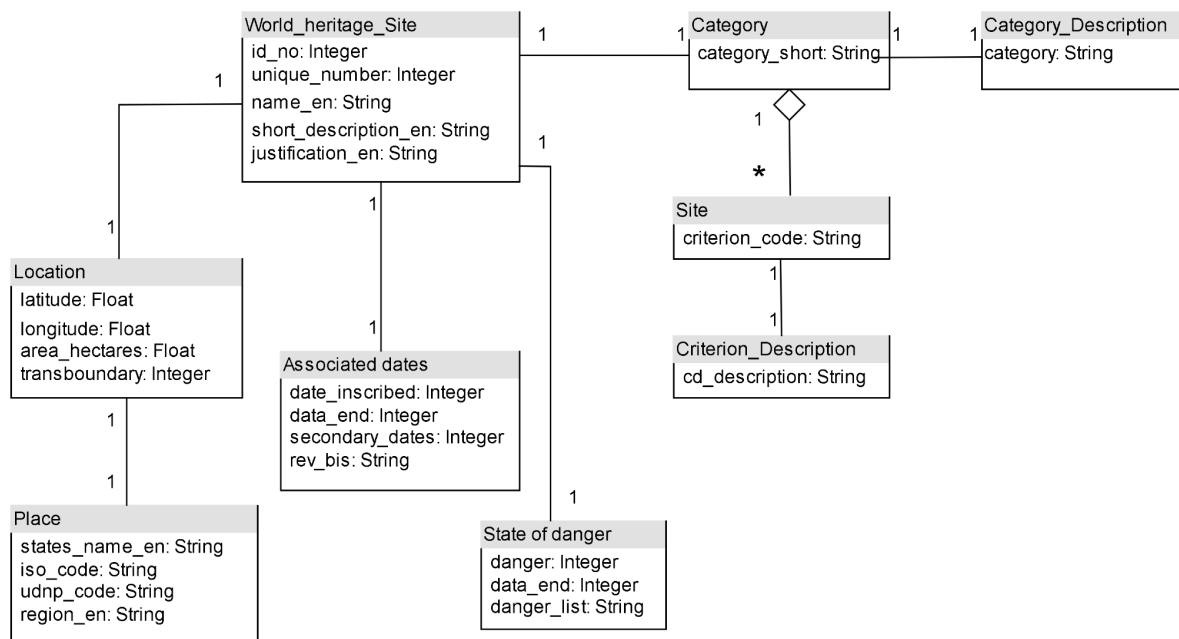 World_heritage_Site
id_no: Integer
unique_number: Integer
name_en: String
short_description_en: String
justification_en: String
1
1
Category
category_short: String
1
1
Category_Description
category: String
1
1
1
*
Site
criterion_code: String
1
1
Criterion_Description
cd_description: String
1
Location
latitude: Float
longitude: Float
area_hectares: Float
transboundary: Integer
1
1
Associated dates
date_inscribed: Integer
data_end: Integer
secondary_dates: Integer
rev_bis: String
1
1
Place
states_name_en: String
iso_code: String
udnp_code: String
region_en: String
1
1
State of danger
danger: Integer
data_end: Integer
danger_list: String